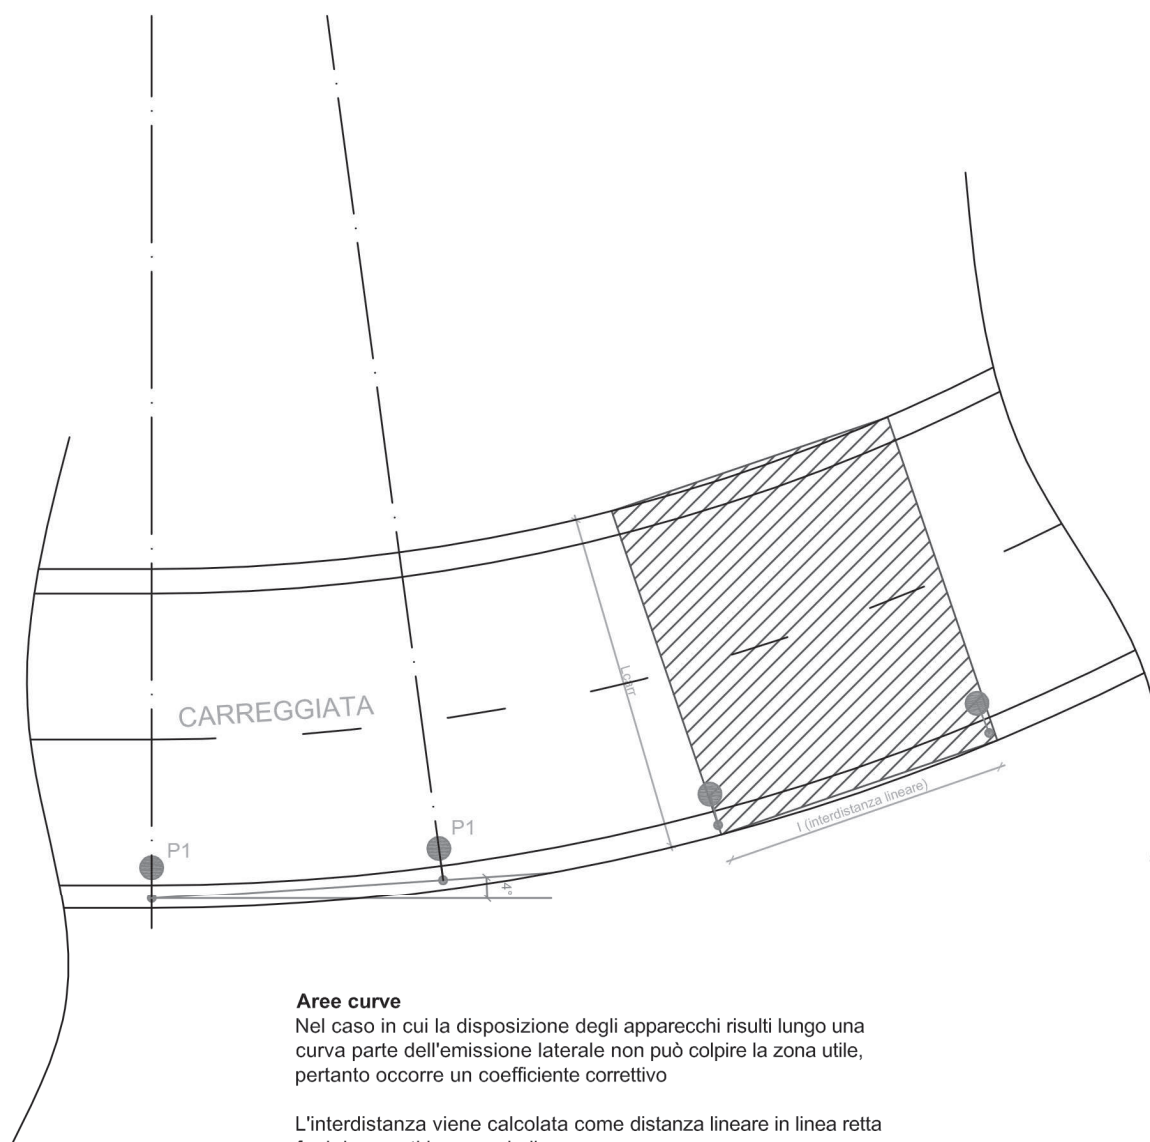 Lcarr
CARREGGIATA
I (interdistanza lineare)
P1
P1
4°
Aree curve
Nel caso in cui la disposizione degli apparecchi risulti lungo una
curva parte dell'emissione laterale non può colpire la zona utile,
pertanto occorre un coefficiente correttivo
L'interdistanza viene calcolata come distanza lineare in linea retta